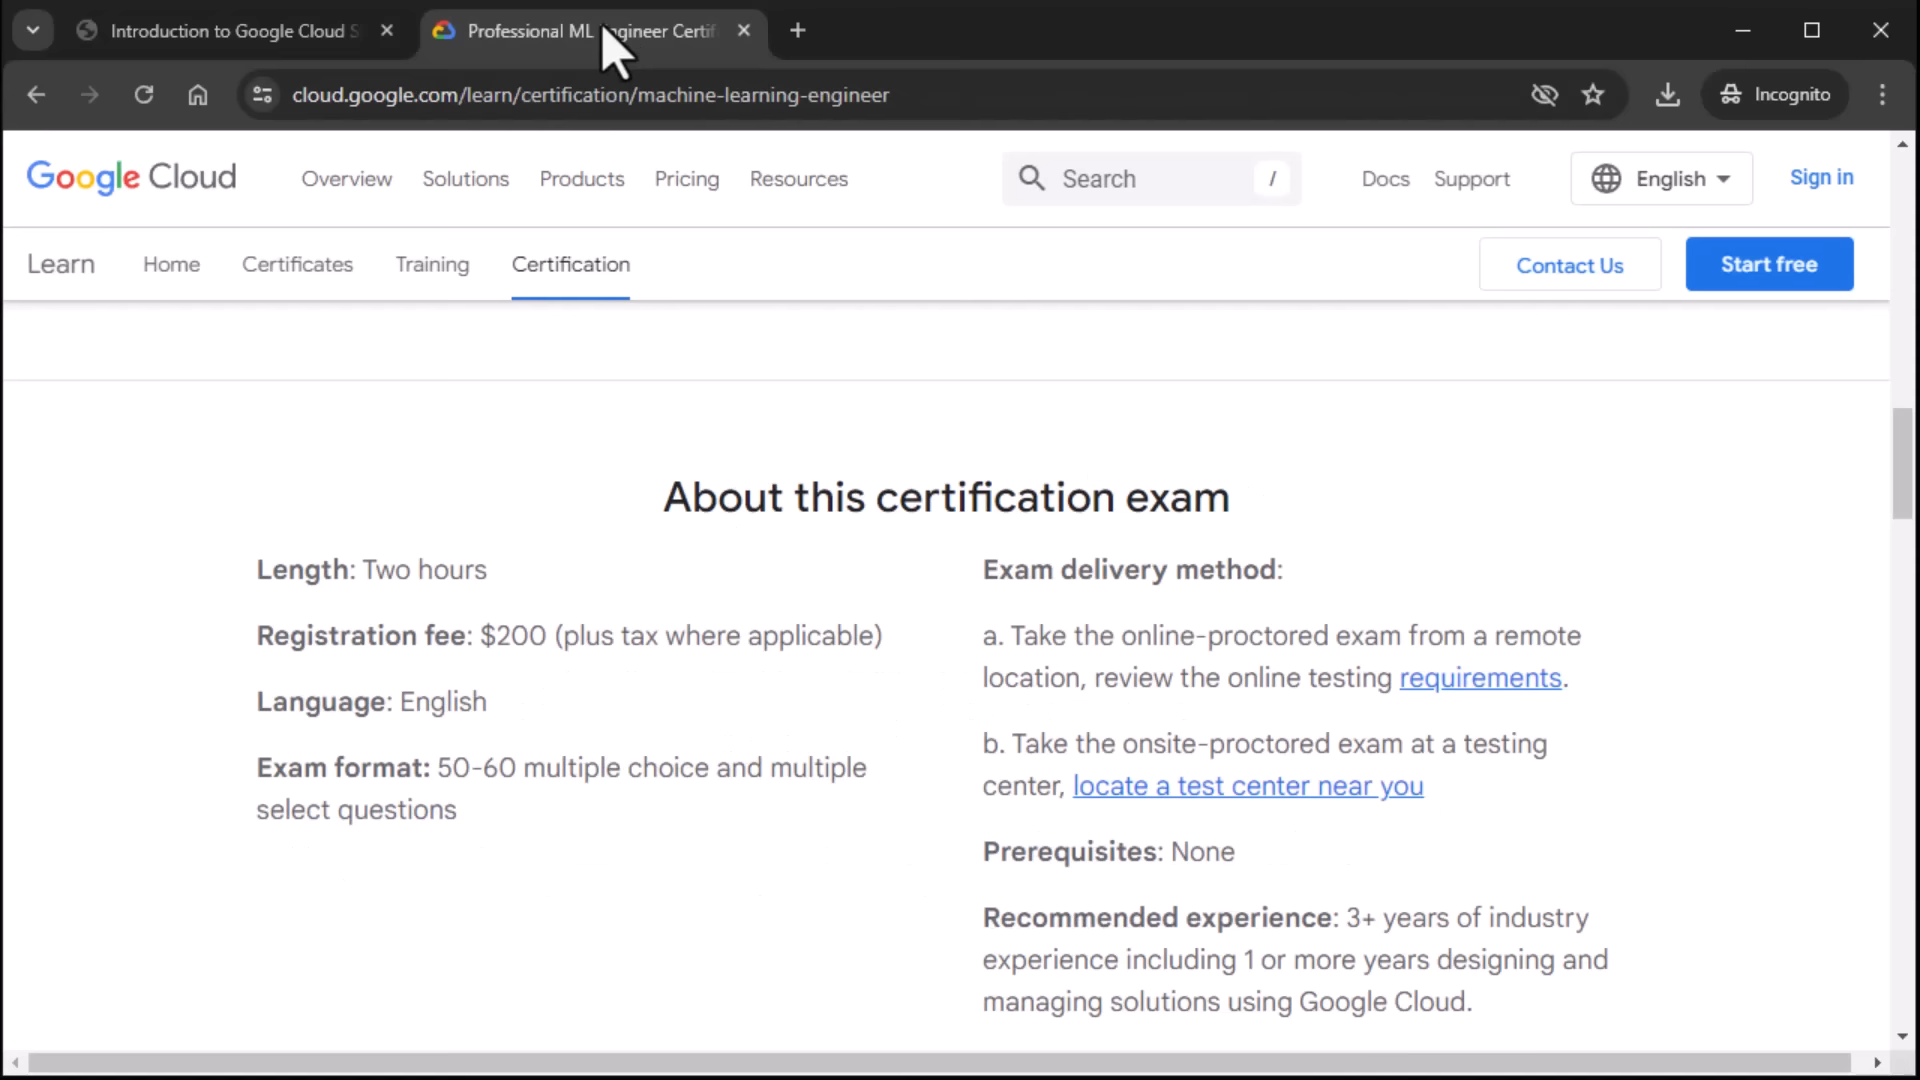 Introduction to Google Cloud S
Professional ML gineer Certif
cloud.google.com/learn/certification/machine-learning-engineer
Incognito
Google Cloud
Overview
Solutions
Products
Pricing
Resources
Search
/
Docs
Support
English
Sign in
Learn
Home
Certificates
Training
Certification
Contact Us
Start free
About this certification exam
Length: Two hours
Registration fee: $200 (plus tax where applicable)
Language: English
Exam format: 50-60 multiple choice and multiple
select questions
Exam delivery method:
a. Take the online-proctored exam from a remote
location, review the online testing requirements.
b. Take the onsite-proctored exam at a testing
center, locate a test center near you
Prerequisites: None
Recommended experience: 3+ years of industry
experience including 1 or more years designing and
managing solutions using Google Cloud.